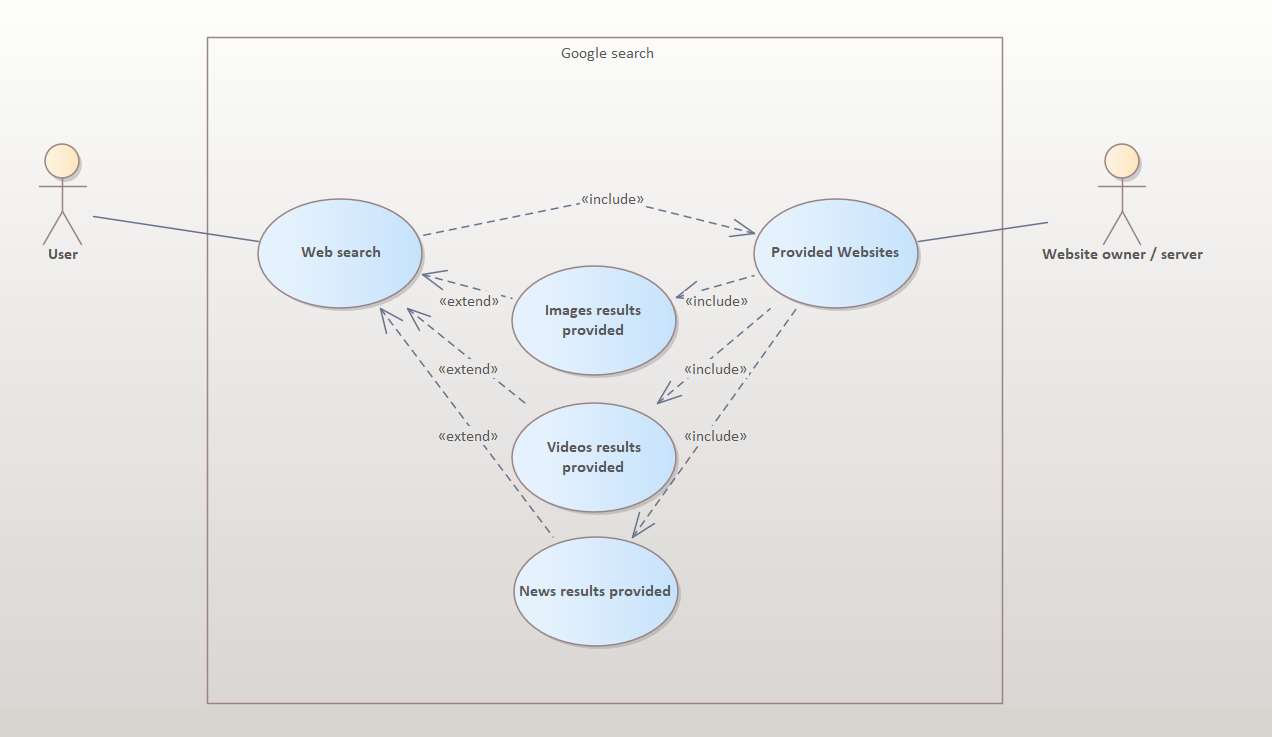 Google search
«include»
User
Web search
Provided Websites
Website owner / server
«extend»
Images results
provided
«include»
«extend»
«include»
«extend»
Videos results
provided
«include»
News results provided